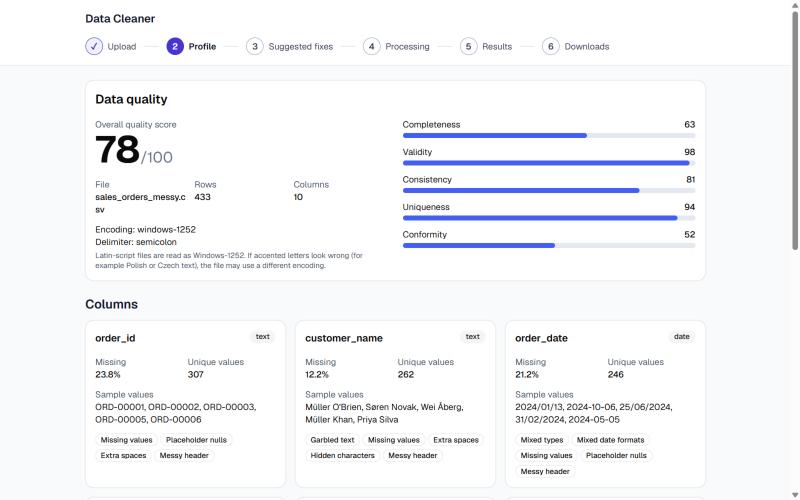 Data Cleaner
✓ Upload 2 Profile 3 Suggested fixes 4 Processing 5 Results 6 Downloads
Data quality
Overall quality score
78/100
File Rows Columns
sales_orders_messy.c 433 10
sv
Encoding: windows-1252
Delimiter: semicolon
Latin-script files are read as Windows-1252. If accented letters look wrong (for
example Polish or Czech text), the file may use a different encoding.
Completeness 63
Validity 98
Consistency 81
Uniqueness 94
Conformity 52
Columns
order_id text
Missing Unique values
23.8% 307
Sample values
ORD-00001, ORD-00002, ORD-00003,
ORD-00005, ORD-00006
Missing values Placeholder nulls
Extra spaces Messy header
customer_name text
Missing Unique values
12.2% 262
Sample values
Müller O'Brien, Søren Novak, Wei Åberg,
Müller Khan, Priya Silva
Garbled text Missing values Extra spaces
Hidden characters Messy header
order_date date
Missing Unique values
21.2% 246
Sample values
2024/01/13, 2024-10-06, 25/06/2024,
31/02/2024, 2024-05-05
Mixed types Mixed date formats
Missing values Placeholder nulls
Messy header